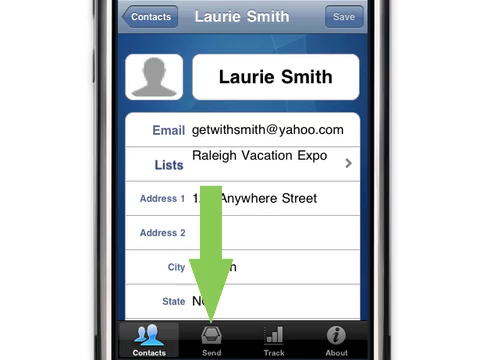 Contacts Laurie Smith Save
Laurie Smith
Email getwithsmith@yahoo.com
Lists Raleigh Vacation Expo
Address 1 Anywhere Street
Address 2
City
State
Contacts Send Track About